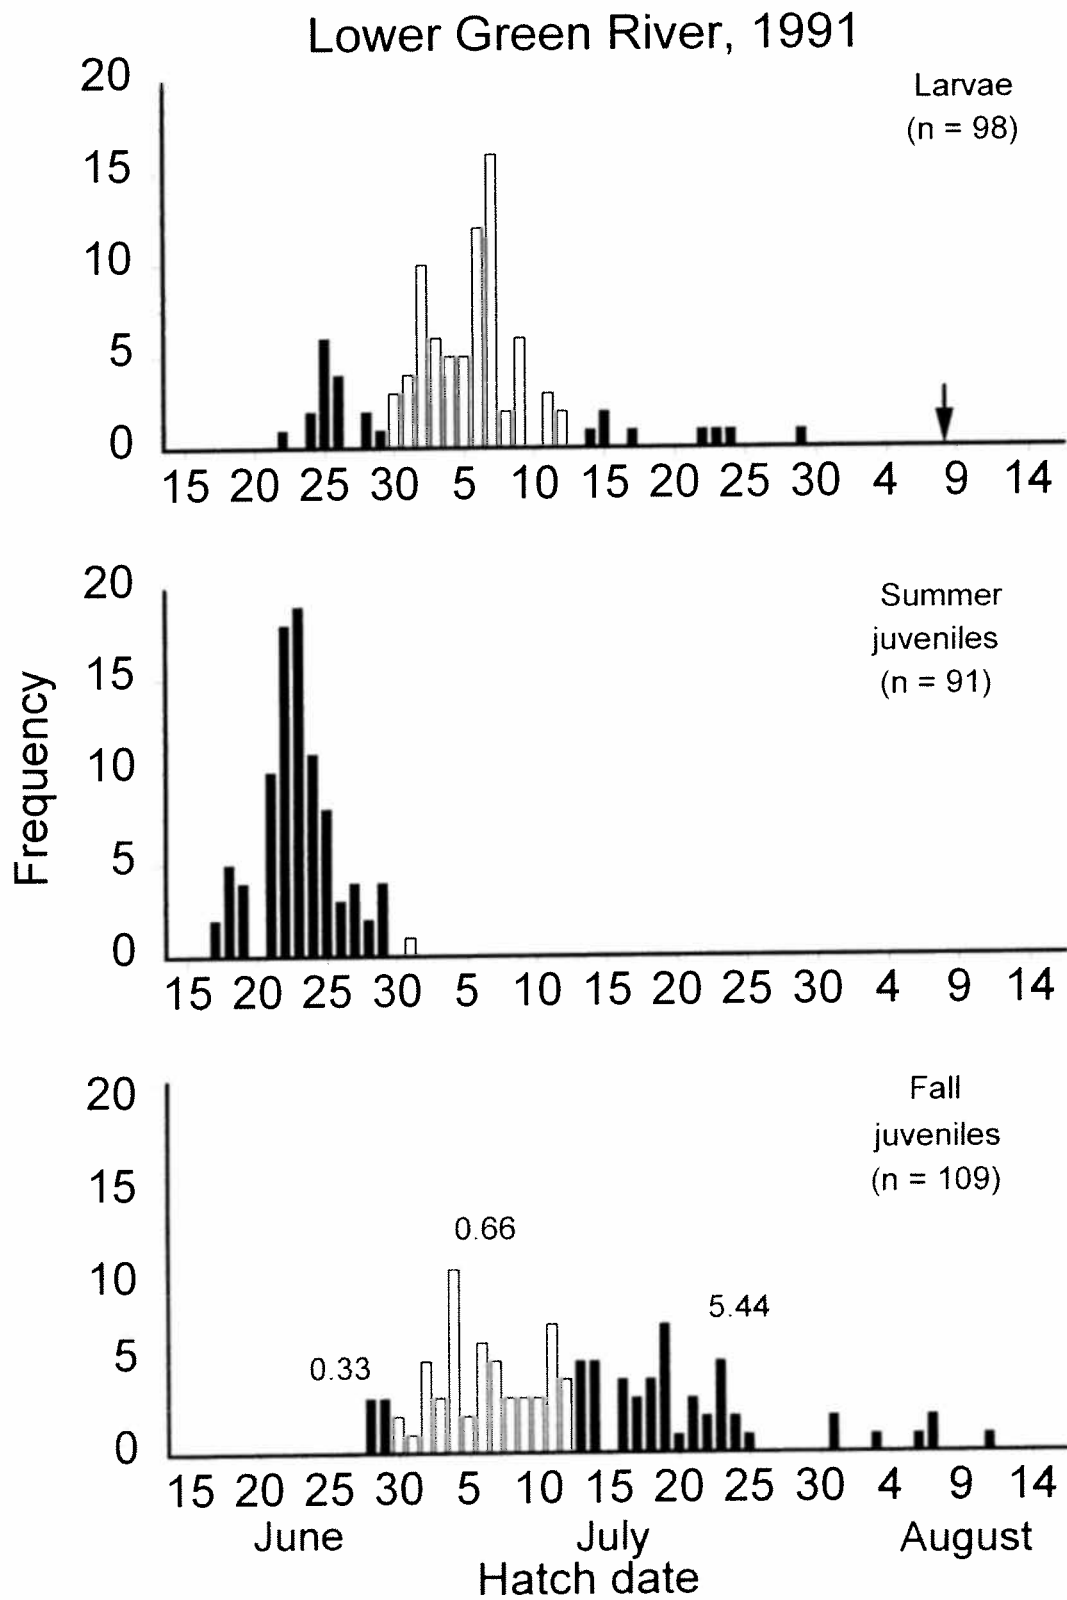 Lower Green River, 1991
Larvae
(n = 98)
20
15
10
5
0
15 20 25 30 5 10 15 20 25 30 4 9 14
Summer
juveniles
(n = 91)
20
15
10
5
0
15 20 25 30 5 10 15 20 25 30 4 9 14
Frequency
Fall
juveniles
(n = 109)
20
15
10
5
0
0.33
0.66
5.44
15 20 25 30 5 10 15 20 25 30 4 9 14
June July August
Hatch date